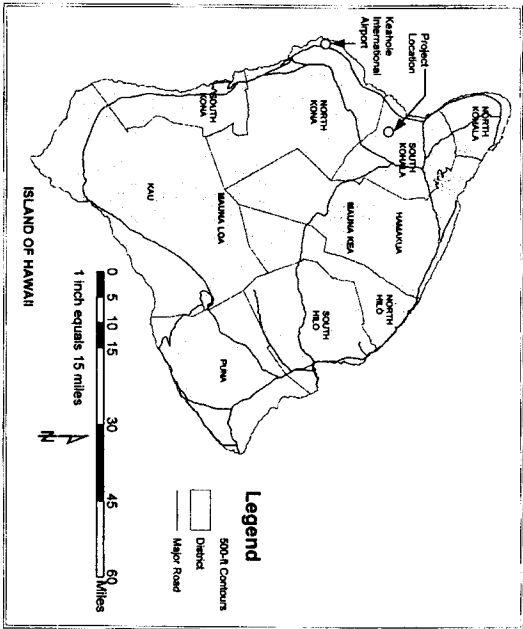 Project
Location
Keahole
International
Airport
NORTH
KOHALA
SOUTH
KOHALA
HAMAKUA
NORTH
KONA
MAUNA KEA
NORTH
HILO
SOUTH
HILO
SOUTH
KONA
MAUNA LOA
KAU
PUNA
ISLAND OF HAWAII
0 5 10 15 30 45 60
Miles
1 inch equals 15 miles
N
Legend
500-ft Contours
District
Major Road